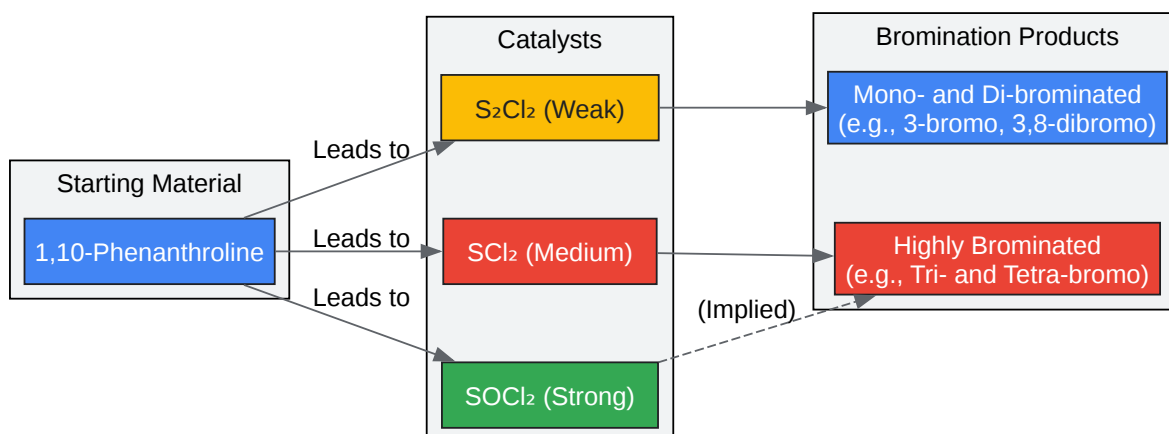 Starting Material
1,10-Phenanthroline
Leads to
Leads to
Leads to
Catalysts
S₂Cl₂ (Weak)
SCl₂ (Medium)
SOCl₂ (Strong)
(Implied)
Bromination Products
Mono- and Di-brominated
(e.g., 3-bromo, 3,8-dibromo)
Highly Brominated
(e.g., Tri- and Tetra-bromo)